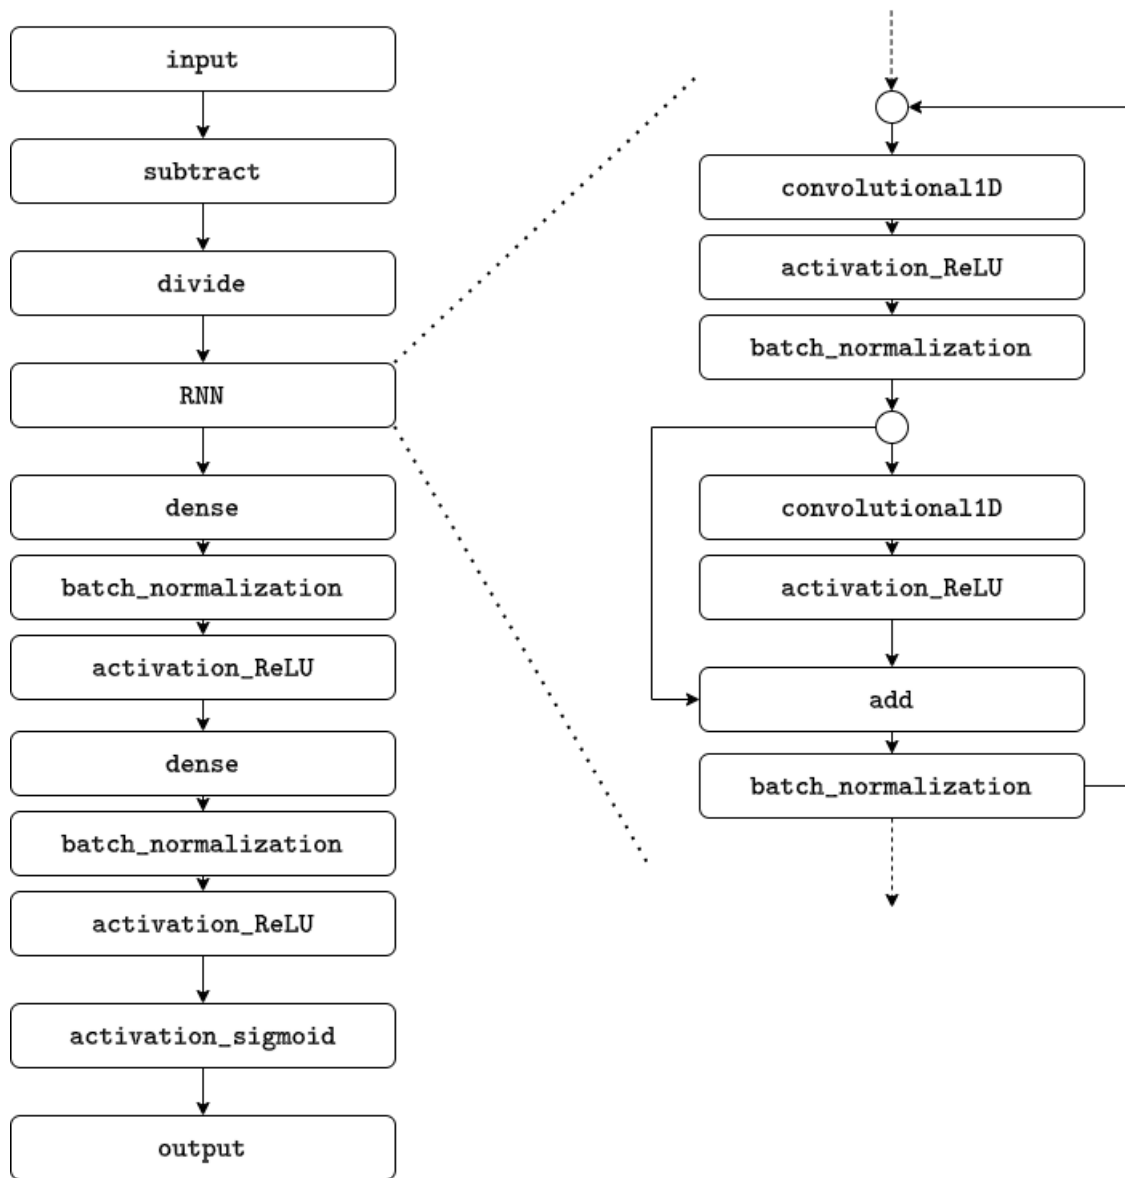 input
subtract
divide
RNN
dense
batch_normalization
activation_ReLU
dense
batch_normalization
activation_ReLU
activation_sigmoid
output
convolutional1D
activation_ReLU
batch_normalization
convolutional1D
activation_ReLU
add
batch_normalization